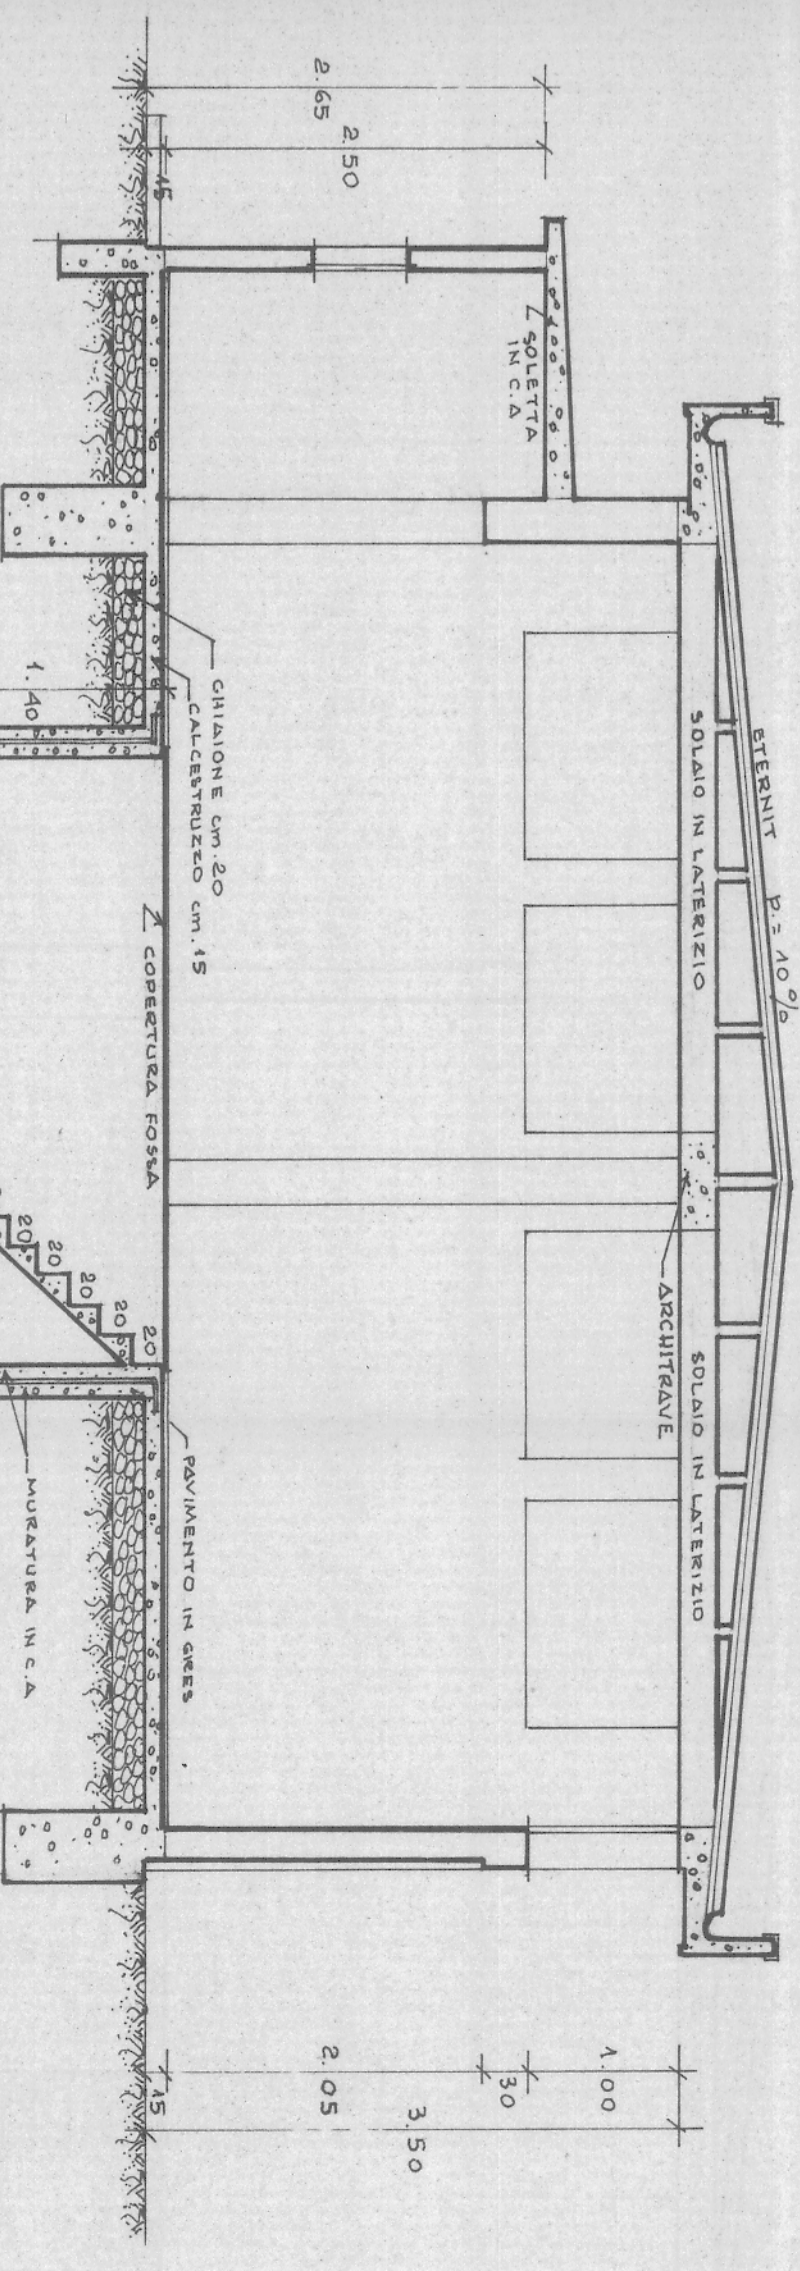 ETERNIT p.= 10%
SOLAIO IN LATERIZIO
SOLAIO IN LATERIZIO
ARCHITRAVE
SOLETTA
IN C.A
2.50
2.65
15
1.00
30
2.05
3.50
15
CHIAIONE cm.20
CALCESTRUZZO cm.15
PAVIMENTO IN GRES
COPERTURA FOSSA
1.40
20
20
20
20
20
MURATURA IN C.A